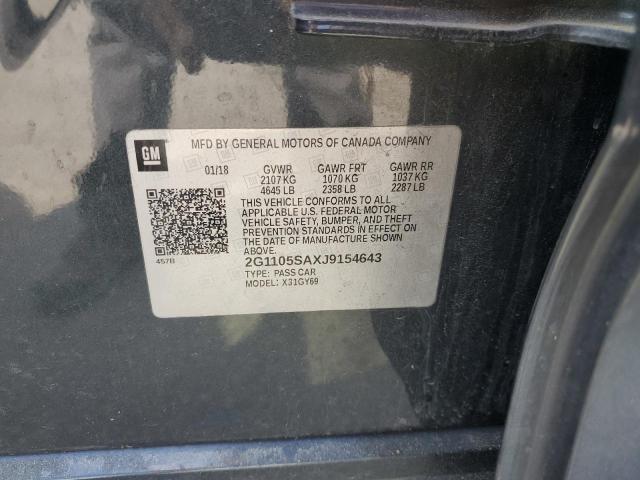 GM
MFD BY GENERAL MOTORS OF CANADA COMPANY
01/18 GVWR GAWR FRT GAWR RR
2107 KG 1070 KG 1037 KG
4645 LB 2358 LB 2287 LB
THIS VEHICLE CONFORMS TO ALL
APPLICABLE U.S. FEDERAL MOTOR
VEHICLE SAFETY, BUMPER, AND THEFT
PREVENTION STANDARDS IN EFFECT ON
THE DATE OF MANUFACTURE SHOWN
ABOVE.
457B
2G1105SAXJ9154643
TYPE: PASS CAR
MODEL: X31GY69